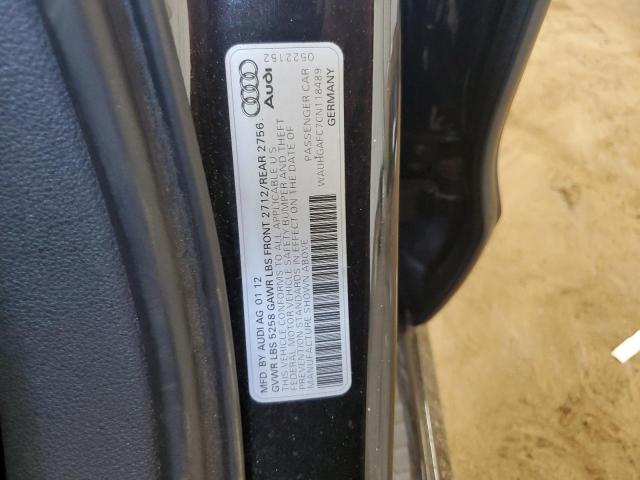 Audi
MFD. BY AUDI AG 01 12
GVWR LBS 5258 GAWR LBS FRONT 2712/REAR 2756
THIS VEHICLE CONFORMS TO ALL APPLICABLE U S
FEDERAL MOTOR VEHICLE SAFETY BUMPER AND THEFT
PREVENTION STANDARDS IN EFFECT ON THE DATE OF
MANUFACTURE SHOWN ABOVE
0522152
PASSENGER CAR
WAUHGAFC7CN118489
GERMANY